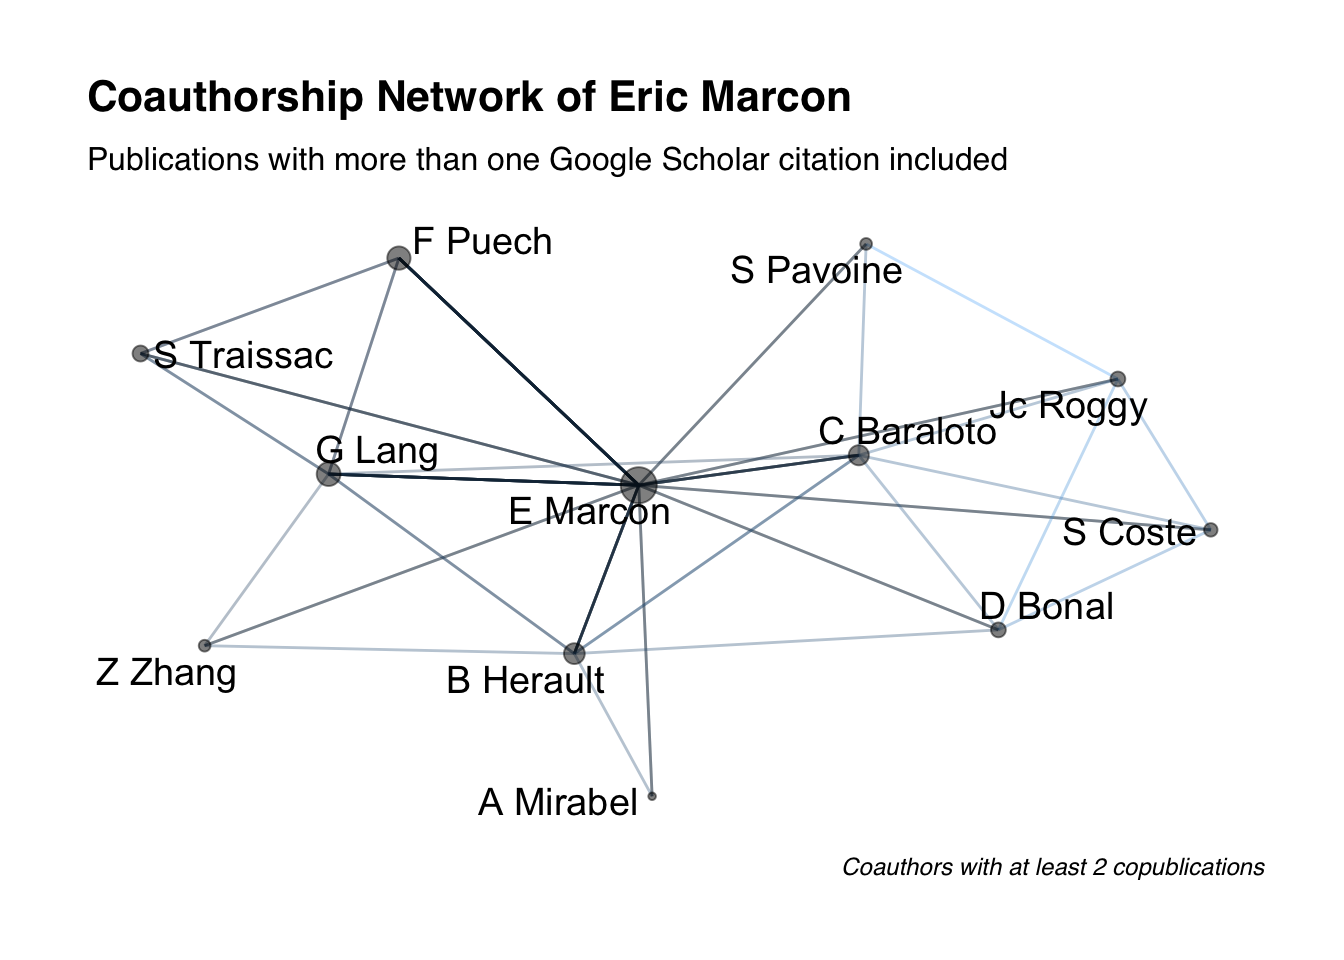 Coauthorship Network of Eric Marcon
Publications with more than one Google Scholar citation included
F Puech
S Pavoine
S Traissac
Jc Roggy
C Baraloto
G Lang
E Marcon
S Coste
D Bonal
Z Zhang
B Herault
A Mirabel
Coauthors with at least 2 copublications